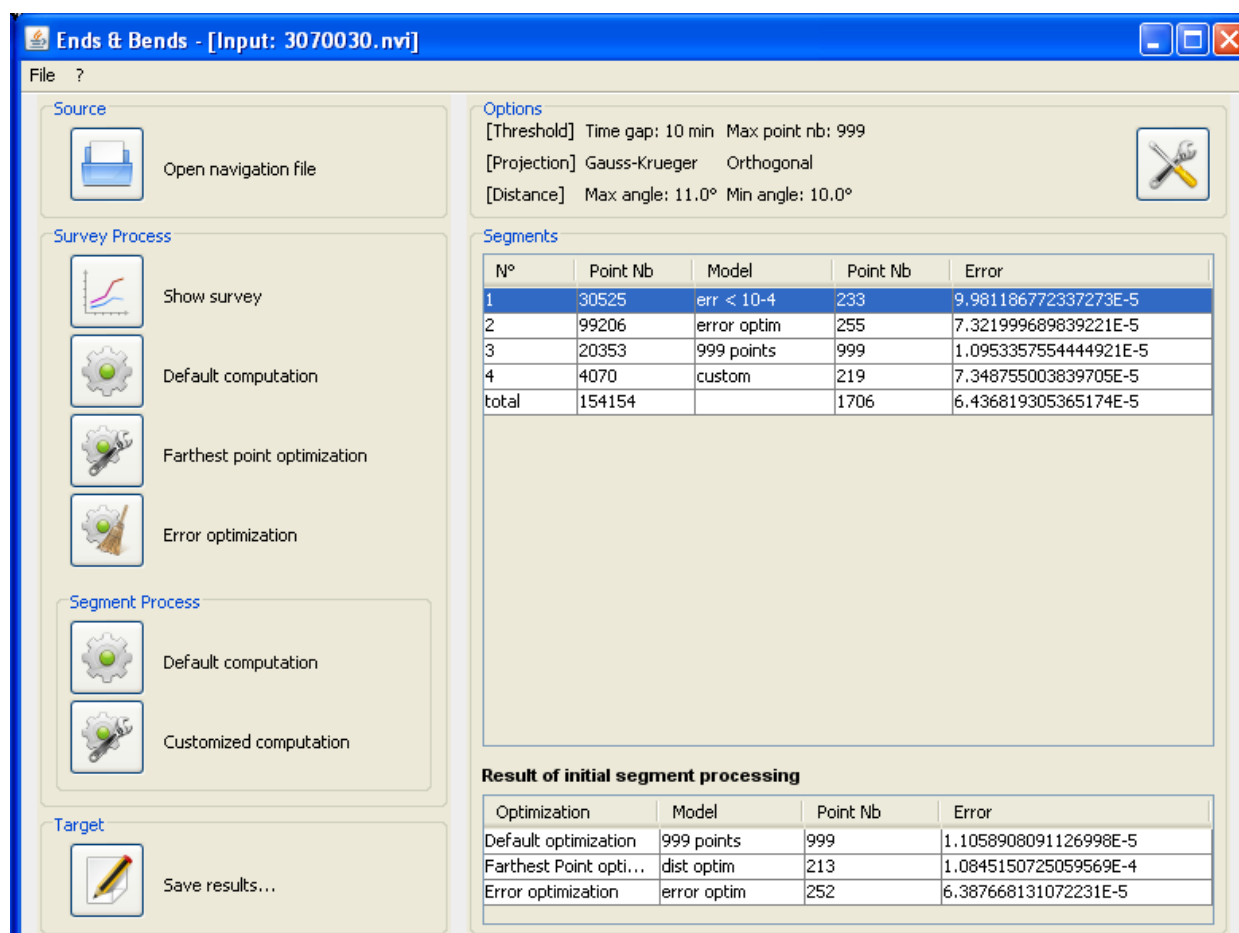 Ends & Bends - [Input: 3070030.nvi]
File ?
Source
Open navigation file
Survey Process
Show survey
Default computation
Farthest point optimization
Error optimization
Segment Process
Default computation
Customized computation
Target
Save results...
Options
[Threshold] Time gap: 10 min Max point nb: 999
[Projection] Gauss-Krueger Orthogonal
[Distance] Max angle: 11.0º Min angle: 10.0º
Segments
Nº Point Nb Model Point Nb Error
1 30525 err < 10-4 233 9.981186772337273E-5
2 99206 error optim 255 7.321999689839221E-5
3 20353 999 points 999 1.0953357554444921E-5
4 4070 custom 219 7.348755003839705E-5
total 154154 1706 6.436819305365174E-5
Result of initial segment processing
Optimization Model Point Nb Error
Default optimization 999 points 999 1.1058908091126998E-5
Farthest Point opti... dist optim 213 1.0845150725059569E-4
Error optimization error optim 252 6.387668131072231E-5